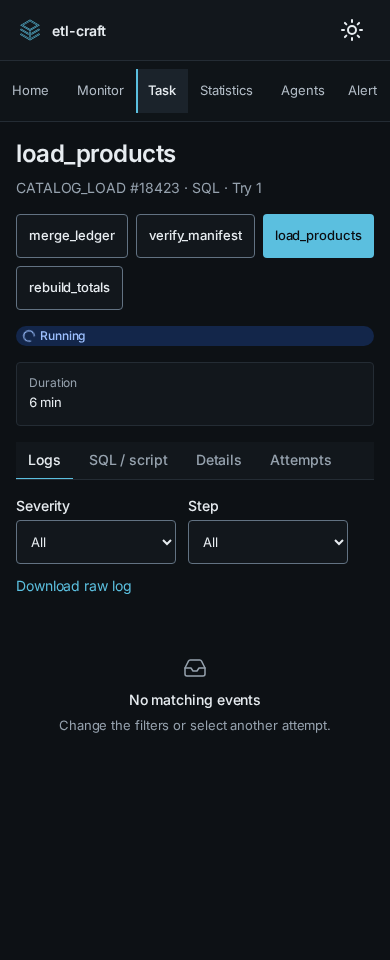 etl-craft
Home Monitor Task Statistics Agents Alert
load_products
CATALOG_LOAD #18423 · SQL · Try 1
merge_ledger verify_manifest load_products
rebuild_totals
Running
Duration
6 min
Logs SQL / script Details Attempts
Severity Step
All All
Download raw log
No matching events
Change the filters or select another attempt.